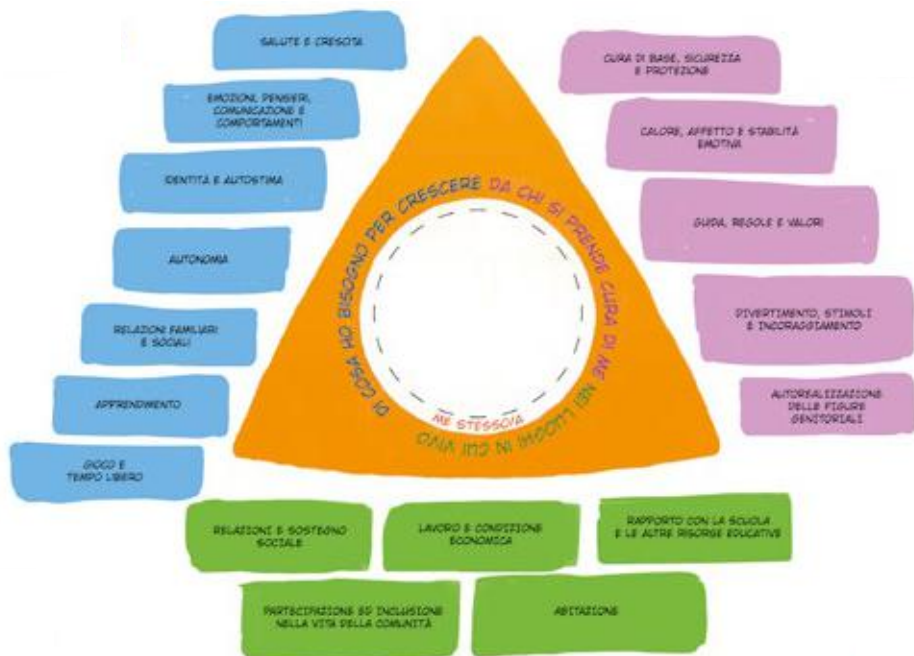 SALUTE E CRESCITA
EMOZIONI, PENSIERI,
COMUNICAZIONE E
COMPORTAMENTI
IDENTITÀ E AUTOSTIMA
AUTONOMIA
RELAZIONI FAMILIARI
E SOCIALI
APPRENDIMENTO
GIOCO E
TEMPO LIBERO
DI COSA HO BISOGNO PER CRESCERE
DA CHI SI PRENDE CURA DI ME
NEI LUOGHI IN CUI VIVO
ME STESSO/A
CURA DI BASE, SICUREZZA
E PROTEZIONE
CALORE, AFFETTO E STABILITÀ
EMOTIVA
GUIDA, REGOLE E VALORI
DIVERTIMENTO, STIMOLI
E INCORAGGIAMENTO
AUTOREALIZZAZIONE
DELLE FIGURE
GENITORIALI
RELAZIONI E SOSTEGNO
SOCIALE
LAVORO E CONDIZIONE
ECONOMICA
RAPPORTO CON LA SCUOLA
E LE ALTRE RISORSE EDUCATIVE
PARTECIPAZIONE ED INCLUSIONE
NELLA VITA DELLA COMUNITÀ
ABITAZIONE